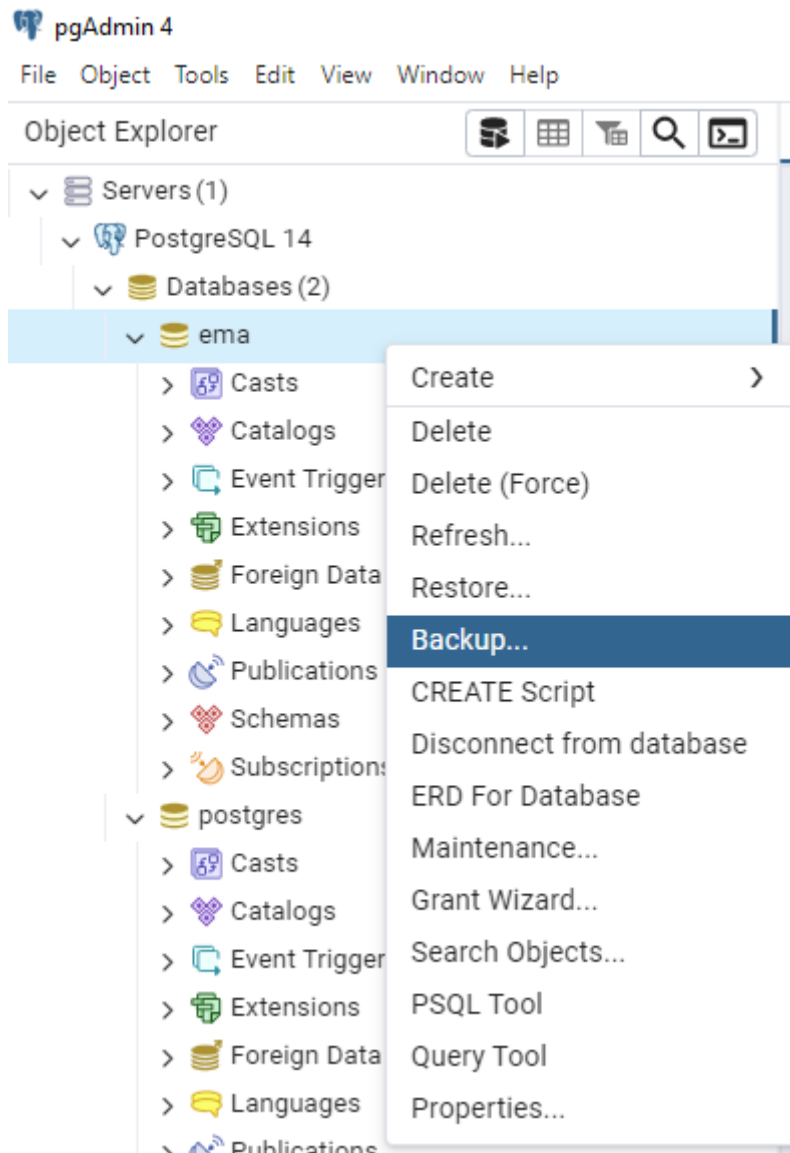 pgAdmin 4
File Object Tools Edit View Window Help
Object Explorer
Servers (1)
PostgreSQL 14
Databases (2)
ema
Casts
Catalogs
Event Trigger
Extensions
Foreign Data
Languages
Publications
Schemas
Subscriptions
postgres
Casts
Catalogs
Event Trigger
Extensions
Foreign Data
Languages
Publications
Create
Delete
Delete (Force)
Refresh...
Restore...
Backup...
CREATE Script
Disconnect from database
ERD For Database
Maintenance...
Grant Wizard...
Search Objects...
PSQL Tool
Query Tool
Properties...